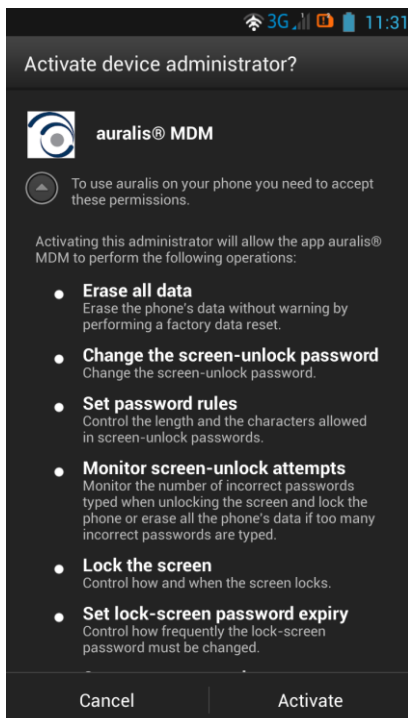 3G 11:31
Activate device administrator?
auralis® MDM
To use auralis on your phone you need to accept
these permissions.
Activating this administrator will allow the app auralis®
MDM to perform the following operations:
Erase all data
Erase the phone's data without warning by
performing a factory data reset.
Change the screen-unlock password
Change the screen-unlock password.
Set password rules
Control the length and the characters allowed
in screen-unlock passwords.
Monitor screen-unlock attempts
Monitor the number of incorrect passwords
typed when unlocking the screen and lock the
phone or erase all the phone's data if too many
incorrect passwords are typed.
Lock the screen
Control how and when the screen locks.
Set lock-screen password expiry
Control how frequently the lock-screen
password must be changed.
Cancel Activate